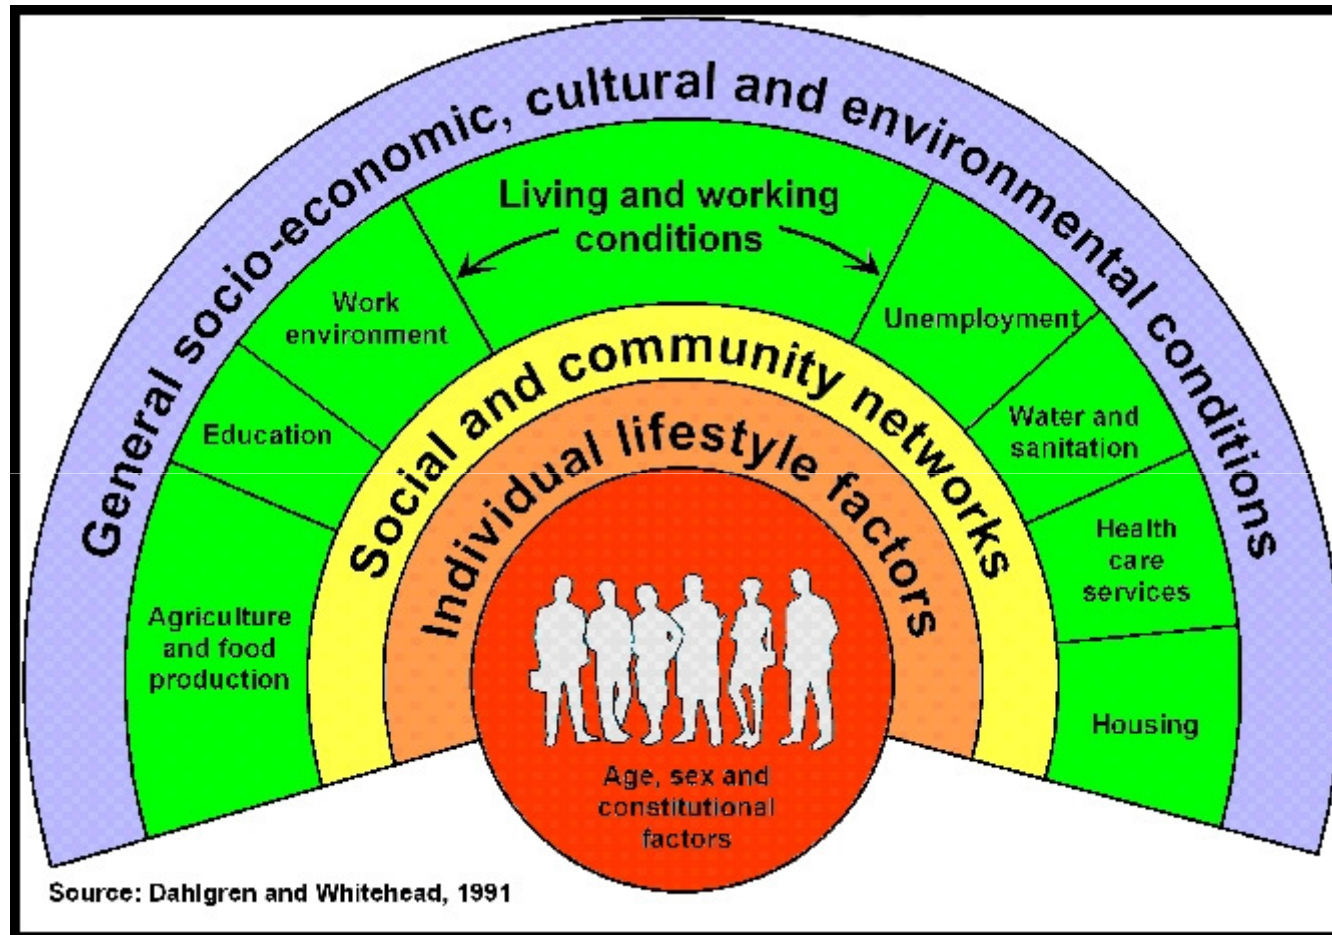 General socio-economic, cultural and environmental conditions
Living and working
conditions
Work
environment
Unemployment
Education
Water and
sanitation
Agriculture
and food
production
Health
care
services
Housing
Social and community networks
Individual lifestyle factors
Age, sex and
constitutional
factors
Source: Dahlgren and Whitehead, 1991